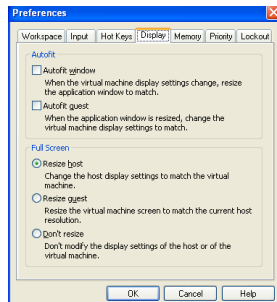 Preferences
Workspace Input Hot Keys Display Memory Priority Lockout
Autofit
Autofit window
When the virtual machine display settings change, resize
the application window to match.
Autofit guest
When the application window is resized, change the
virtual machine display settings to match.
Full Screen
Resize host
Change the host display settings to match the virtual
machine.
Resize guest
Resize the virtual machine screen to match the current host
resolution.
Don't resize
Don't modify the display settings of the host or of the
virtual machine.
OK Cancel Help